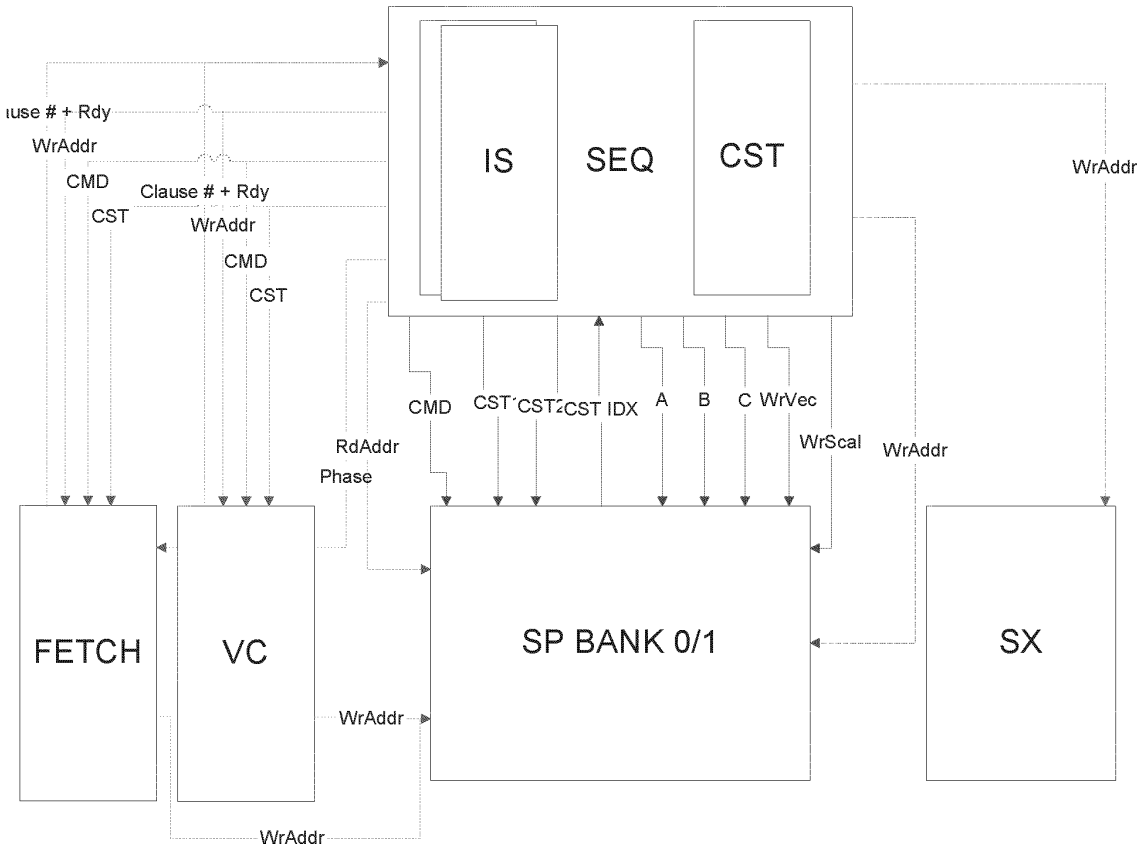 IS
SEQ
CST
# + Rdy
WrAddr
CMD
CST
Clause # + Rdy
WrAddr
CMD
CST
WrAddr
CMD
CST1
CST2
CST IDX
A
B
C
WrVec
WrScal
WrAddr
RdAddr
Phase
FETCH
VC
SP BANK 0/1
SX
WrAddr
WrAddr